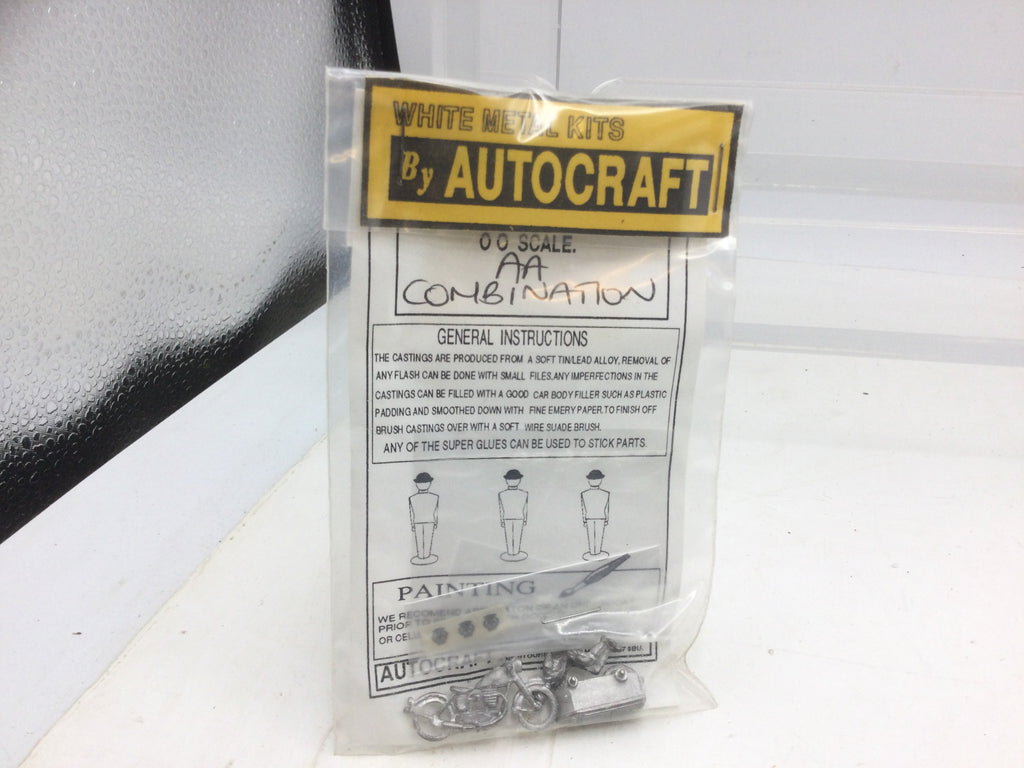 WHITE METAL KITS
By AUTOCRAFT
OO SCALE.
AA
COMBINATION
GENERAL INSTRUCTIONS
THE CASTINGS ARE PRODUCED FROM A SOFT TIN/LEAD ALLOY. REMOVAL OF
ANY FLASH CAN BE DONE WITH SMALL FILES.ANY IMPERFECTIONS IN THE
CASTINGS CAN BE FILLED WITH A GOOD CAR BODY FILLER SUCH AS PLASTIC
PADDING AND SMOOTHED DOWN WITH FINE EMERY PAPER.TO FINISH OFF
BRUSH CASTINGS OVER WITH A SOFT WIRE SUADE BRUSH.
ANY OF THE SUPER GLUES CAN BE USED TO STICK PARTS.
PAINTING
WE RECOMEND
PRIOR TO
OR
AUTOCRAFT